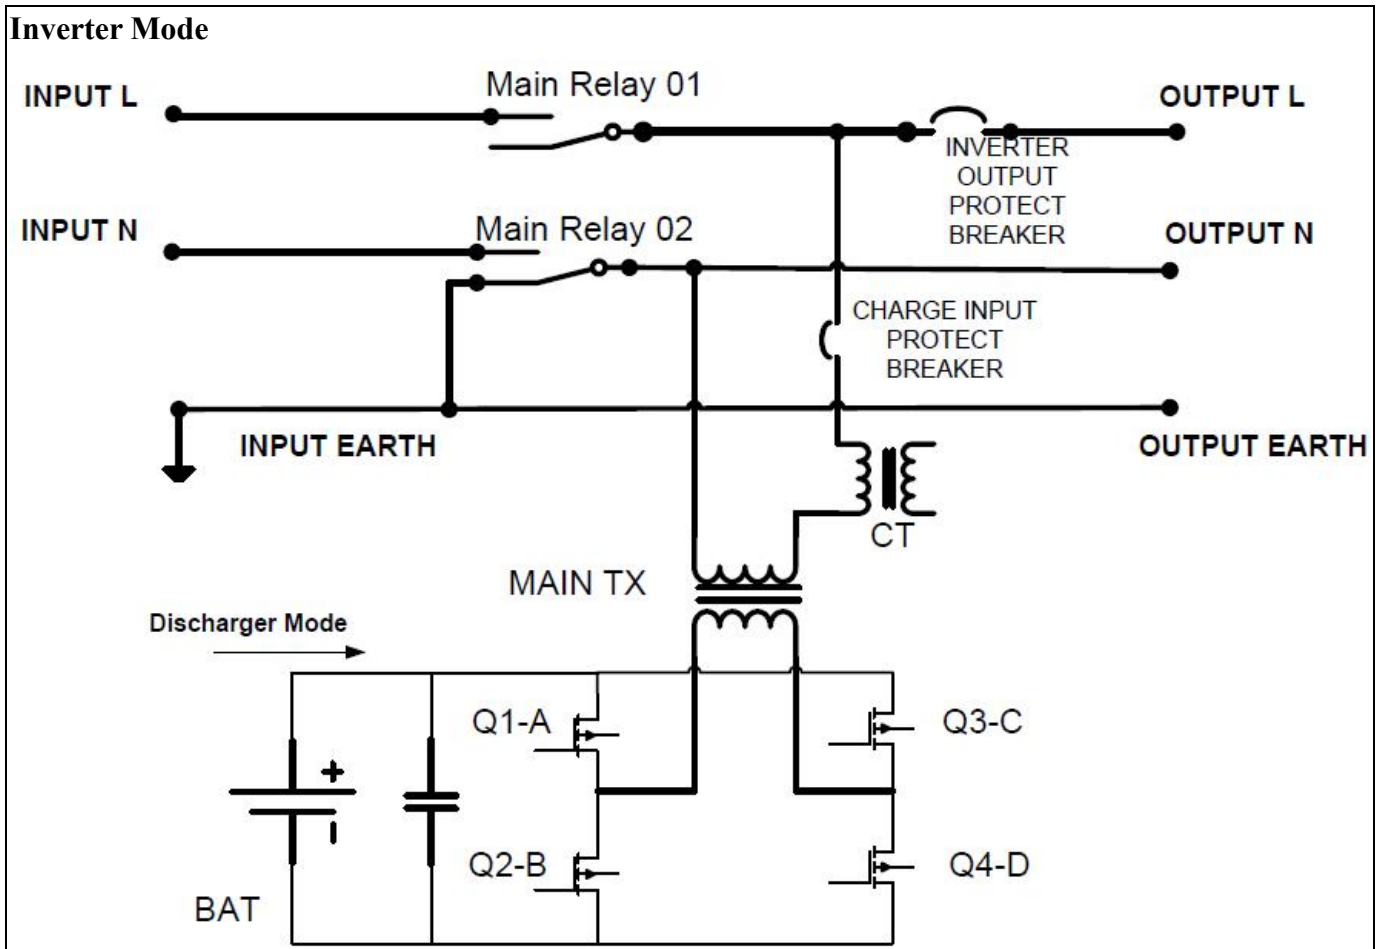 Inverter Mode
Main Relay 01
INPUT L
OUTPUT L
INVERTER
OUTPUT
PROTECT
BREAKER
Main Relay 02
INPUT N
OUTPUT N
CHARGE INPUT
PROTECT
BREAKER
INPUT EARTH
OUTPUT EARTH
CT
MAIN TX
Discharger Mode
Q1-A
Q3-C
+
-
Q2-B
Q4-D
BAT